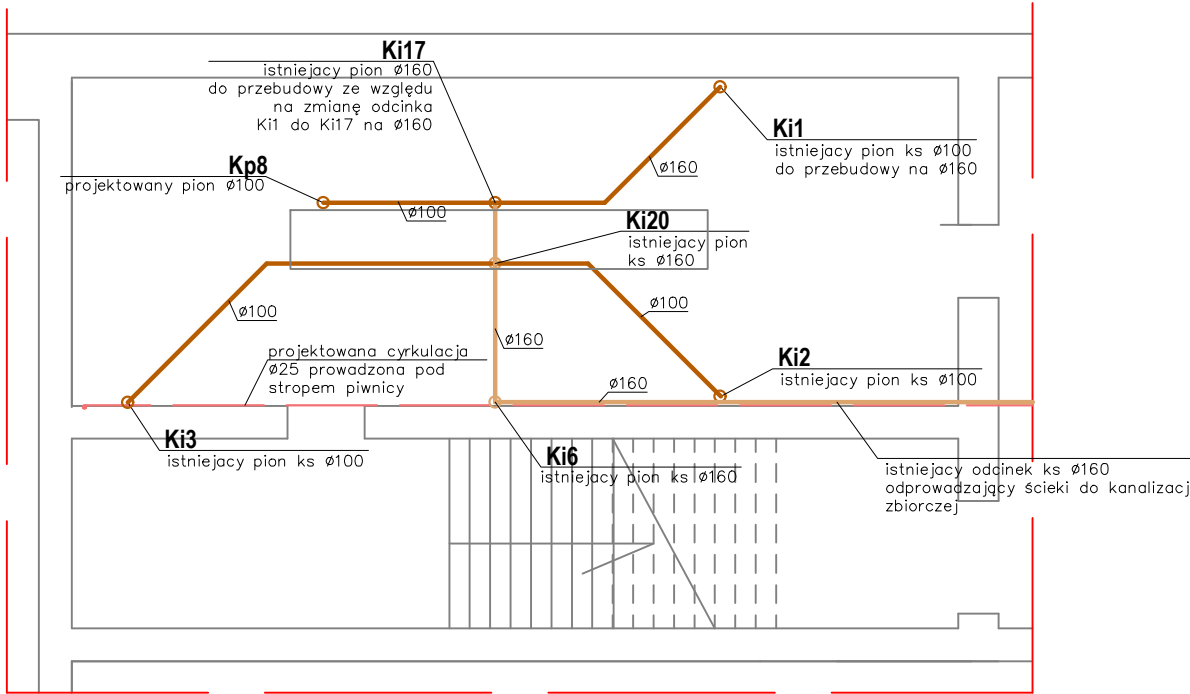 Ki17
istniejacy pion ø160
do przebudowy ze względu
na zmianę odcinka
Ki1 do Ki17 na ø160
Ki1
istniejacy pion ks ø100
do przebudowy na ø160
Kp8
projektowany pion ø100
ø160
ø100
Ki20
istniejacy pion
ks ø160
ø100
ø100
ø160
projektowana cyrkulacja
ø25 prowadzona pod
stropem piwnicy
Ki2
istniejacy pion ks ø100
ø160
Ki3
istniejacy pion ks ø100
Ki6
istniejacy pion ks ø160
istniejacy odcinek ks ø160
odprowadzający ścieki do kanalizacj
zbiorczej